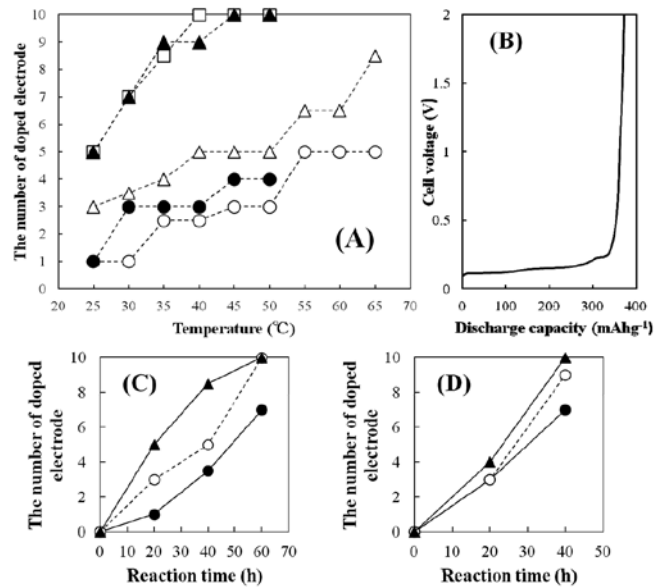 10
9
8
7
6
5
4
3
2
1
0
The number of doped electrode
(A)
20 25 30 35 40 45 50 55 60 65 70
Temperature (℃)
2
1.5
1
0.5
0
Cell voltage (V)
(B)
0 100 200 300 400
Discharge capacity (mAhg-1)
10
8
6
4
2
0
The number of doped
electrode
(C)
0 10 20 30 40 50 60 70
Reaction time (h)
10
8
6
4
2
0
The number of doped
electrode
(D)
0 10 20 30 40 50
Reaction time (h)